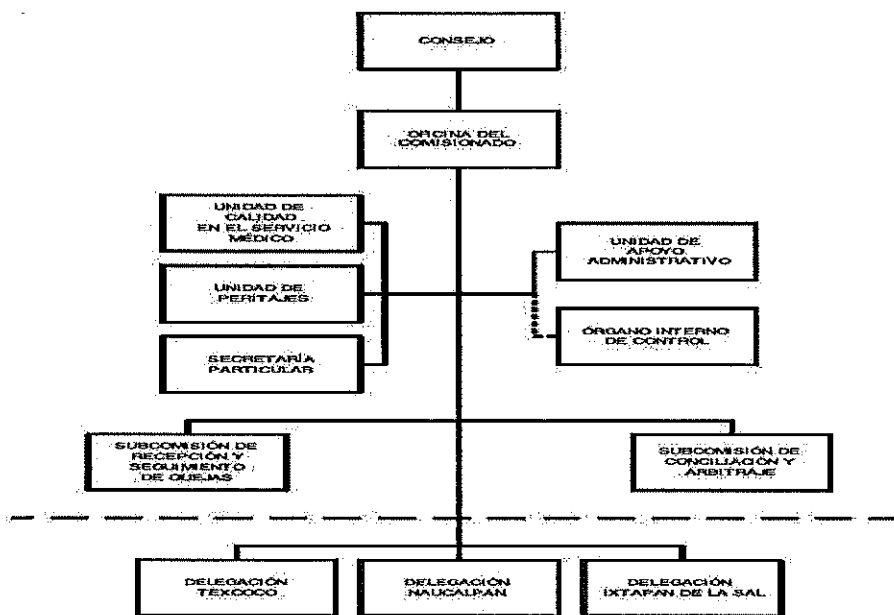 CONSEJO
OFICINA DEL
COMISIONADO
UNIDAD DE
CALIDAD
EN EL SERVICIO
MÉDICO
UNIDAD DE
APOYO
ADMINISTRATIVO
UNIDAD DE
PERITAJES
ÓRGANO INTERNO
DE CONTROL
SECRETARÍA
PARTICULAR
SUBCOMISIÓN DE
RECEPCIÓN Y
SEGUIMIENTO
DE QUEJAS
SUBCOMISIÓN DE
CONCILIACIÓN Y
ARBITRAJE
DELEGACIÓN
TEXCOCO
DELEGACIÓN
NAUCALPAN
DELEGACIÓN
IXTAPAN DE LA SAL